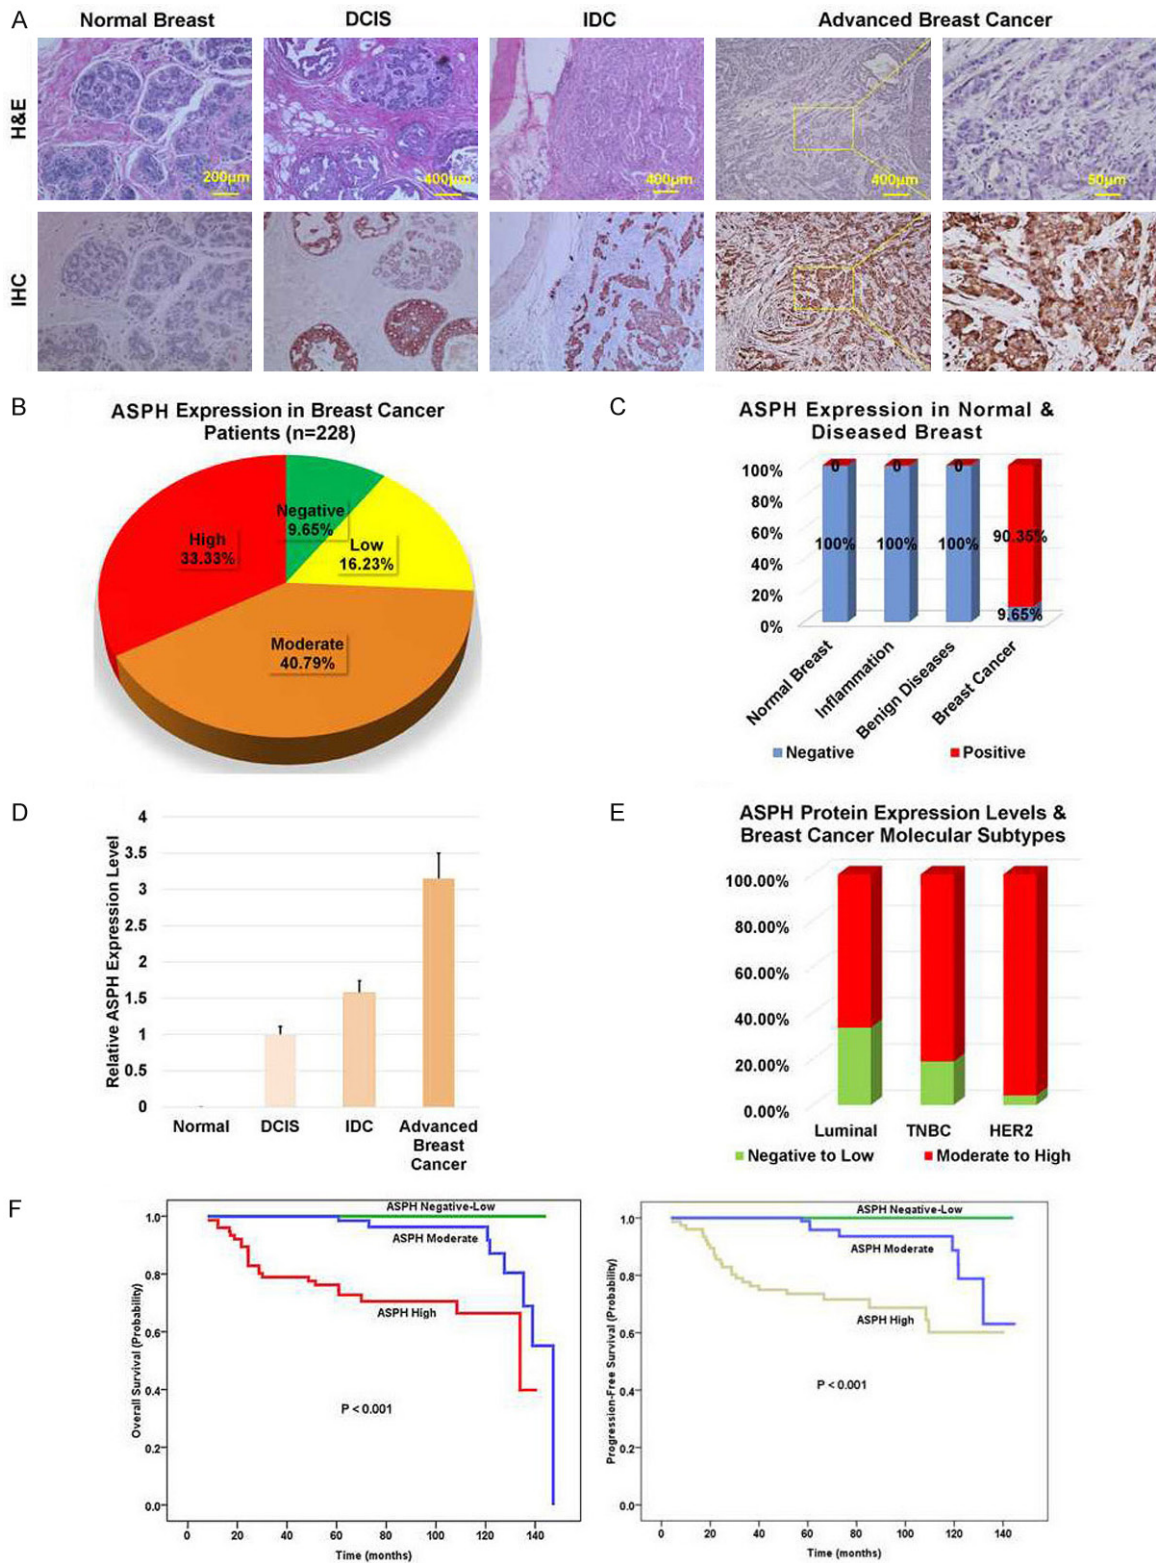 A
Normal Breast
DCIS
IDC
Advanced Breast Cancer
H&E
200µm
400µm
400µm
400µm
50µm
IHC
B
ASPH Expression in Breast Cancer
Patients (n=228)
Negative
9.65%
High
33.33%
Low
16.23%
Moderate
40.79%
C
ASPH Expression in Normal &
Diseased Breast
100%
80%
60%
40%
20%
0%
0
0
0
100%
100%
100%
90.35%
9.65%
Normal Breast
Inflammation
Benign Diseases
Breast Cancer
Negative
Positive
D
Relative ASPH Expression Level
4
3.5
3
2.5
2
1.5
1
0.5
0
Normal
DCIS
IDC
Advanced
Breast
Cancer
E
ASPH Protein Expression Levels &
Breast Cancer Molecular Subtypes
100.00%
80.00%
60.00%
40.00%
20.00%
0.00%
Luminal
TNBC
HER2
Negative to Low
Moderate to High
F
Overall Survival (Probability)
1.0
0.8
0.6
0.4
0.2
0.0
ASPH Negative-Low
ASPH Moderate
ASPH High
P < 0.001
0
20
40
60
80
100
120
140
Time (months)
Progression-Free Survival (Probability)
1.0
0.8
0.6
0.4
0.2
0.0
ASPH Negative-Low
ASPH Moderate
ASPH High
P < 0.001
0
20
40
60
80
100
120
140
Time (months)